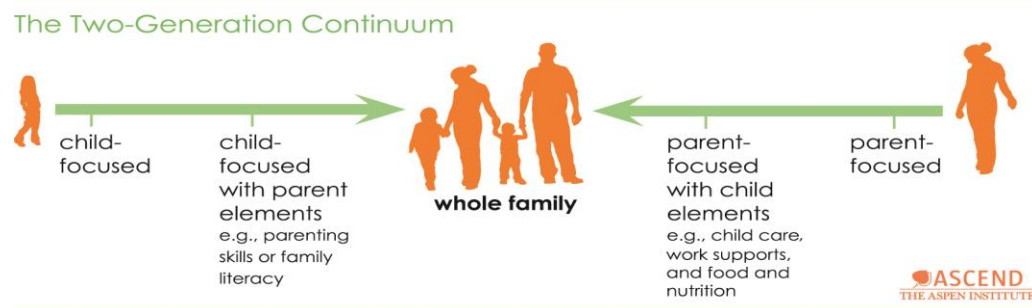 The Two-Generation Continuum
child-
focused
child-
focused
with parent
elements
e.g., parenting
skills or family
literacy
whole family
parent-
focused
with child
elements
e.g., child care,
work supports,
and food and
nutrition
parent-
focused
ASCEND
THE ASPEN INSTITUTE